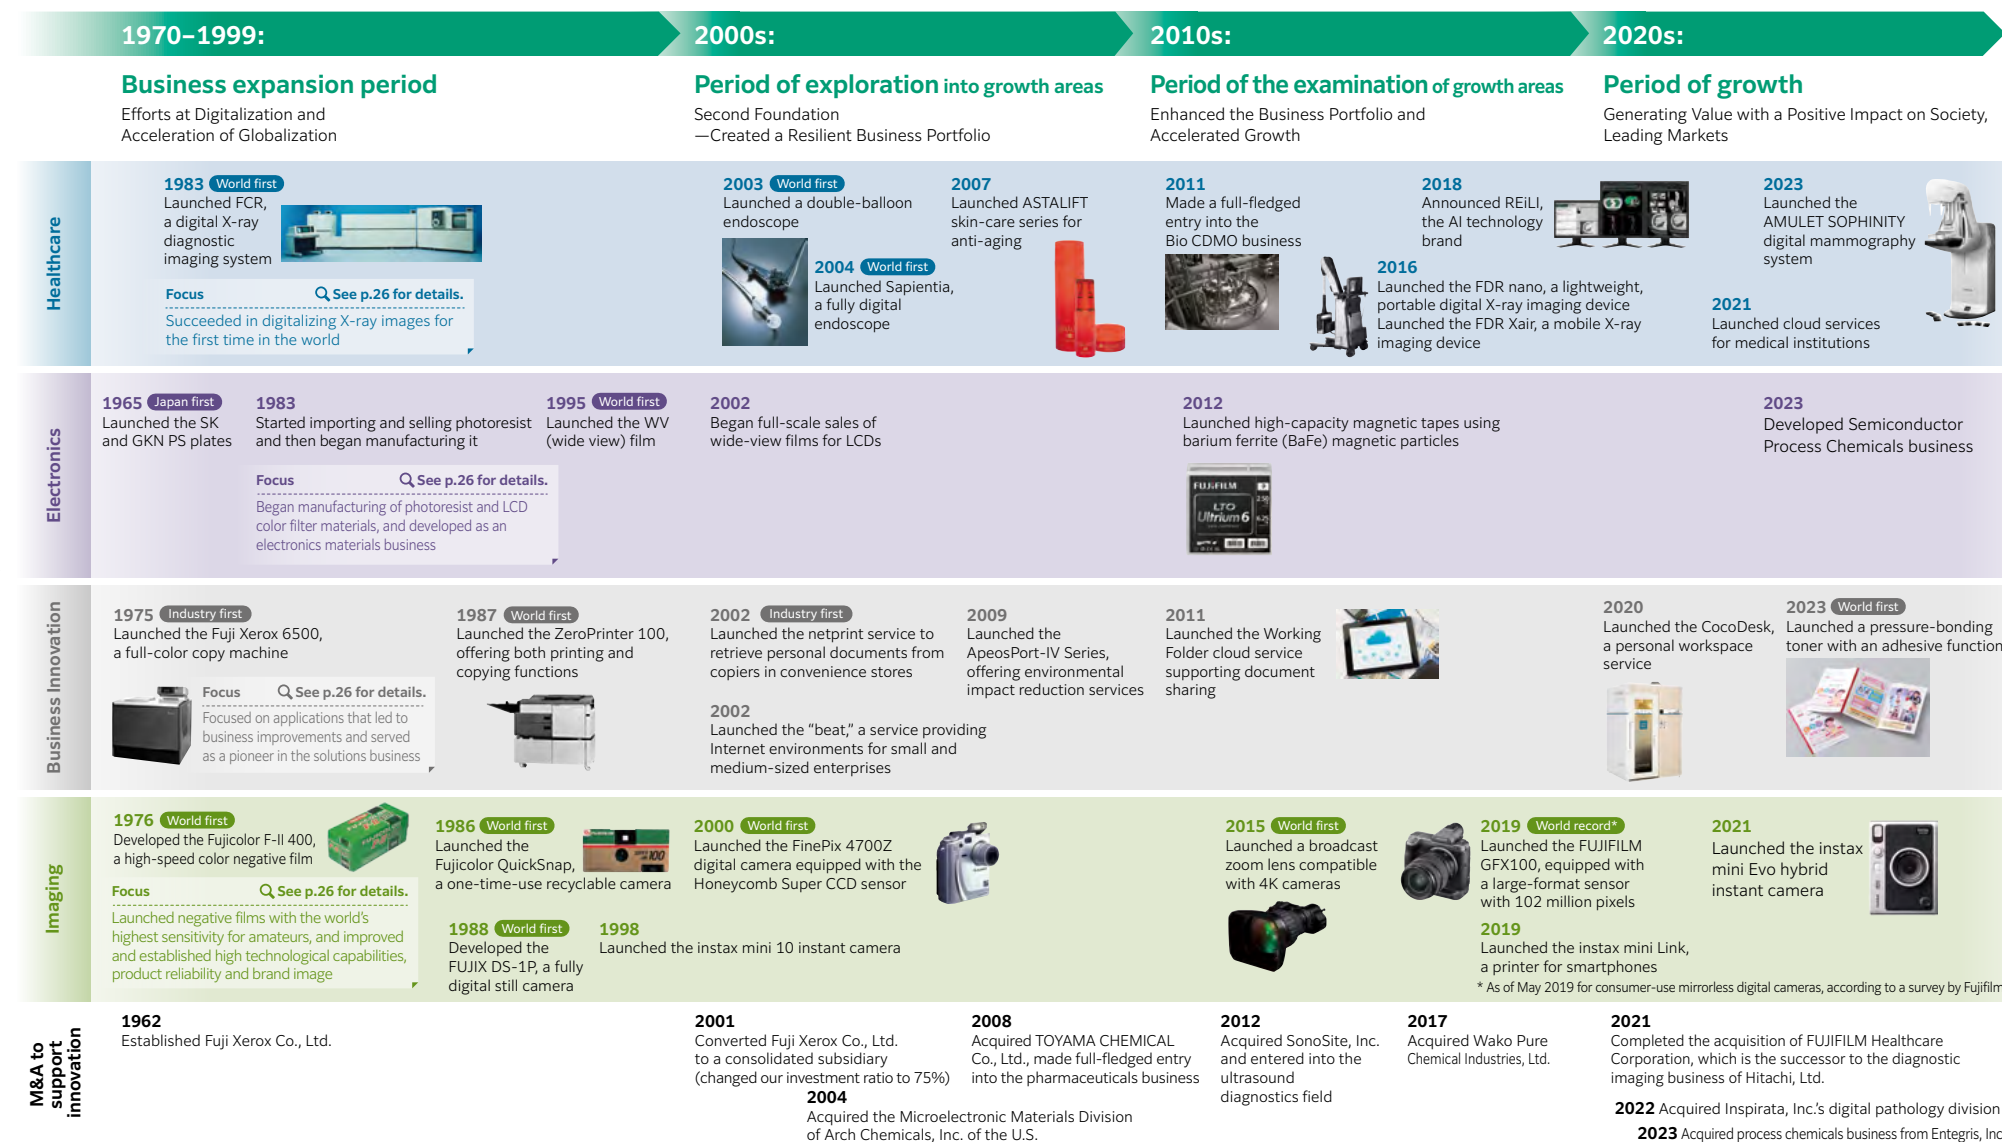 1970–1999:
2000s:
2010s:
2020s:
Business expansion period
Efforts at Digitalization and
Acceleration of Globalization
Period of exploration into growth areas
Second Foundation
—Created a Resilient Business Portfolio
Period of the examination of growth areas
Enhanced the Business Portfolio and
Accelerated Growth
Period of growth
Generating Value with a Positive Impact on Society,
Leading Markets
Healthcare
1983 World first
Launched FCR,
a digital X-ray
diagnostic
imaging system
Focus See p.26 for details.
Succeeded in digitalizing X-ray images for
the first time in the world
2003 World first
Launched a double-balloon
endoscope
2004 World first
Launched Sapientia,
a fully digital
endoscope
2007
Launched ASTALIFT
skin-care series for
anti-aging
2011
Made a full-fledged
entry into the
Bio CDMO business
2018
Announced REiLI,
the AI technology
brand
2016
Launched the FDR nano, a lightweight,
portable digital X-ray imaging device
Launched the FDR Xair, a mobile X-ray
imaging device
2023
Launched the
AMULET SOPHINITY
digital mammography
system
2021
Launched cloud services
for medical institutions
Electronics
1965 Japan first
Launched the SK
and GKN PS plates
1983
Started importing and selling photoresist
and then began manufacturing it
Focus See p.26 for details.
Began manufacturing of photoresist and LCD
color filter materials, and developed as an
electronics materials business
1995 World first
Launched the WV
(wide view) film
2002
Began full-scale sales of
wide-view films for LCDs
2012
Launched high-capacity magnetic tapes using
barium ferrite (BaFe) magnetic particles
FUJIFILM
LTO
Ultrium6
2023
Developed Semiconductor
Process Chemicals business
Business Innovation
1975 Industry first
Launched the Fuji Xerox 6500,
a full-color copy machine
Focus See p.26 for details.
Focused on applications that led to
business improvements and served
as a pioneer in the solutions business
1987 World first
Launched the ZeroPrinter 100,
offering both printing and
copying functions
2002 Industry first
Launched the netprint service to
retrieve personal documents from
copiers in convenience stores
2002
Launched the “beat,” a service providing
Internet environments for small and
medium-sized enterprises
2009
Launched the
ApeosPort-IV Series,
offering environmental
impact reduction services
2011
Launched the Working
Folder cloud service
supporting document
sharing
2020
Launched the CocoDesk,
a personal workspace
service
2023 World first
Launched a pressure-bonding
toner with an adhesive function
Imaging
1976 World first
Developed the Fujicolor F-II 400,
a high-speed color negative film
Focus See p.26 for details.
Launched negative films with the world’s
highest sensitivity for amateurs, and improved
and established high technological capabilities,
product reliability and brand image
1986 World first
Launched the
Fujicolor QuickSnap,
a one-time-use recyclable camera
1988 World first
Developed the
FUJIX DS-1P, a fully
digital still camera
1998
Launched the instax mini 10 instant camera
2000 World first
Launched the FinePix 4700Z
digital camera equipped with the
Honeycomb Super CCD sensor
2015 World first
Launched a broadcast
zoom lens compatible
with 4K cameras
2019 World record*
Launched the FUJIFILM
GFX100, equipped with
a large-format sensor
with 102 million pixels
2019
Launched the instax mini Link,
a printer for smartphones
2021
Launched the instax
mini Evo hybrid
instant camera
* As of May 2019 for consumer-use mirrorless digital cameras, according to a survey by Fujifilm
M&A to
support
innovation
1962
Established Fuji Xerox Co., Ltd.
2001
Converted Fuji Xerox Co., Ltd.
to a consolidated subsidiary
(changed our investment ratio to 75%)
2004
Acquired the Microelectronic Materials Division
of Arch Chemicals, Inc. of the U.S.
2008
Acquired TOYAMA CHEMICAL
Co., Ltd., made full-fledged entry
into the pharmaceuticals business
2012
Acquired SonoSite, Inc.
and entered into the
ultrasound
diagnostics field
2017
Acquired Wako Pure
Chemical Industries, Ltd.
2021
Completed the acquisition of FUJIFILM Healthcare
Corporation, which is the successor to the diagnostic
imaging business of Hitachi, Ltd.
2022 Acquired Inspirata, Inc.’s digital pathology division
2023 Acquired process chemicals business from Entegris, Inc